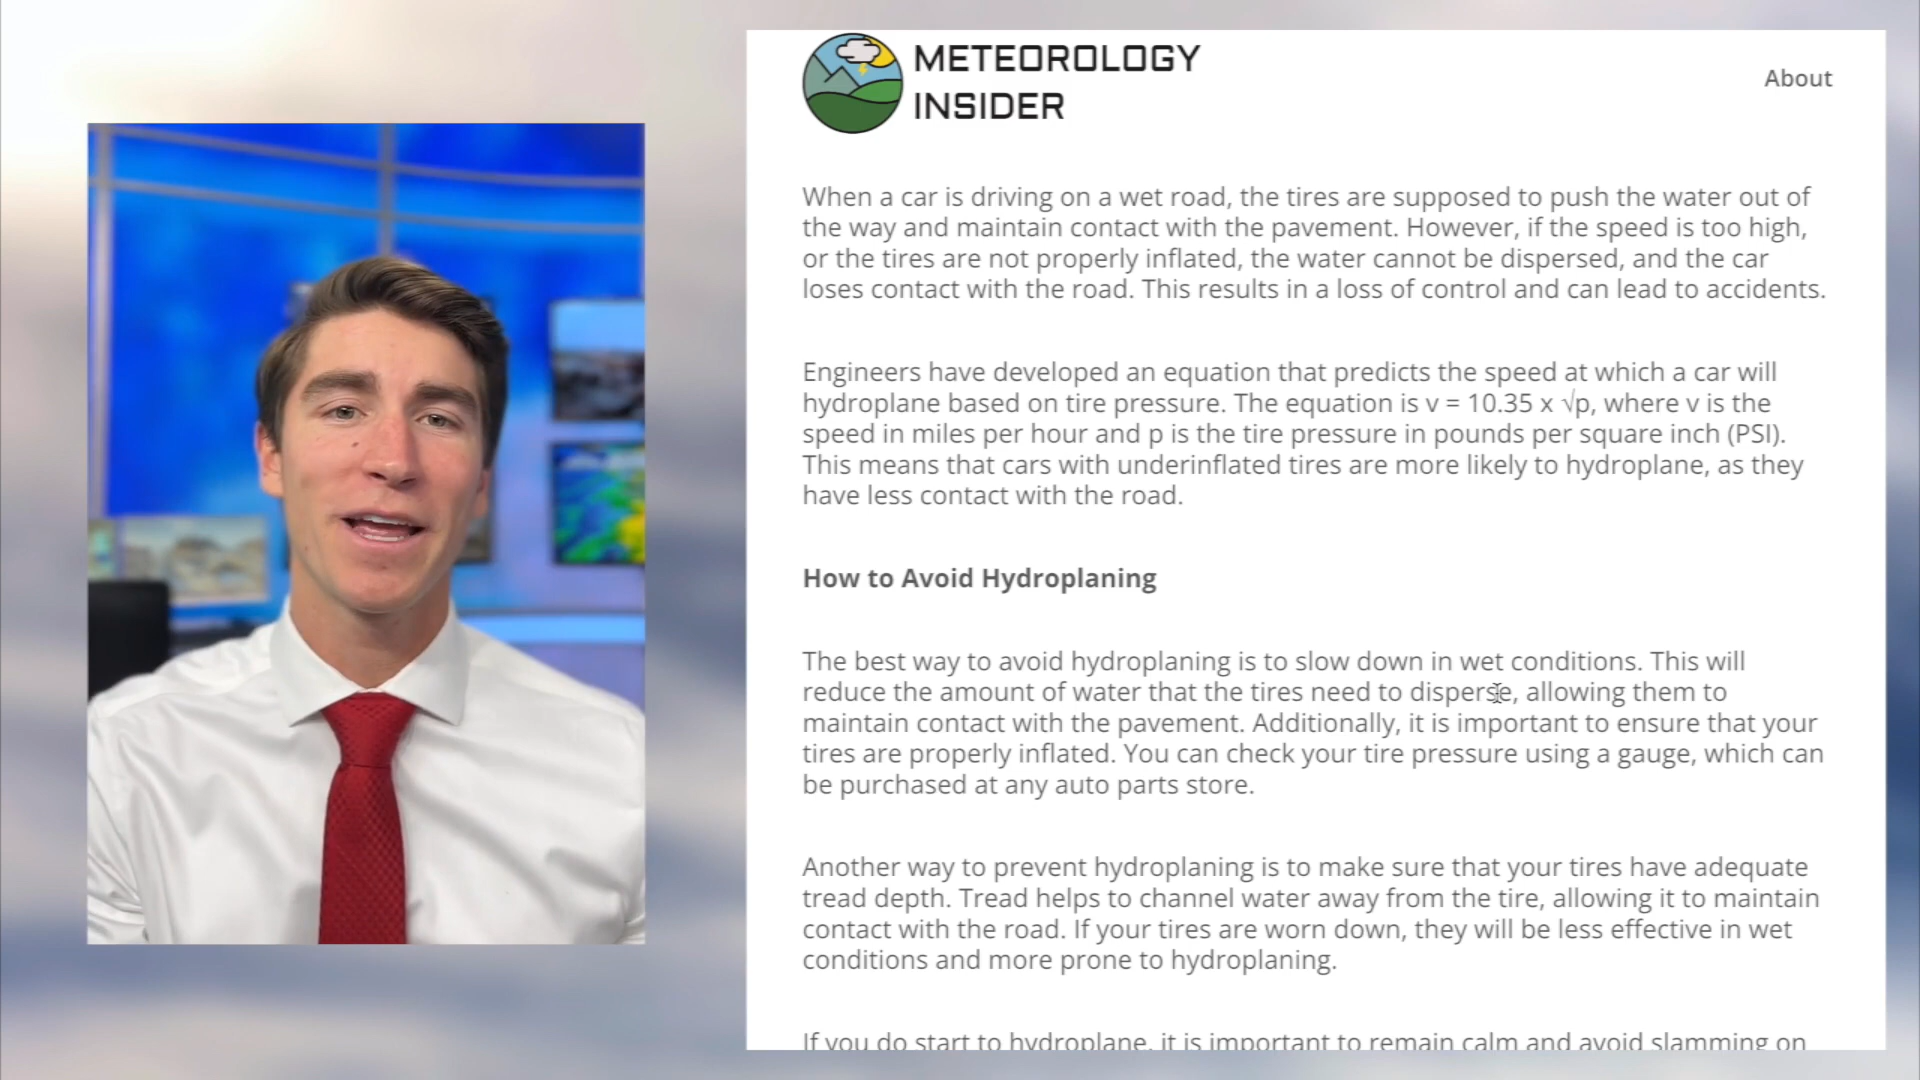 METEOROLOGY
INSIDER
About
When a car is driving on a wet road, the tires are supposed to push the water out of
the way and maintain contact with the pavement. However, if the speed is too high,
or the tires are not properly inflated, the water cannot be dispersed, and the car
loses contact with the road. This results in a loss of control and can lead to accidents.
Engineers have developed an equation that predicts the speed at which a car will
hydroplane based on tire pressure. The equation is v = 10.35 x √p, where v is the
speed in miles per hour and p is the tire pressure in pounds per square inch (PSI).
This means that cars with underinflated tires are more likely to hydroplane, as they
have less contact with the road.
How to Avoid Hydroplaning
The best way to avoid hydroplaning is to slow down in wet conditions. This will
reduce the amount of water that the tires need to disperse, allowing them to
maintain contact with the pavement. Additionally, it is important to ensure that your
tires are properly inflated. You can check your tire pressure using a gauge, which can
be purchased at any auto parts store.
Another way to prevent hydroplaning is to make sure that your tires have adequate
tread depth. Tread helps to channel water away from the tire, allowing it to maintain
contact with the road. If your tires are worn down, they will be less effective in wet
conditions and more prone to hydroplaning.
If you do start to hydroplane, it is important to remain calm and avoid slamming on